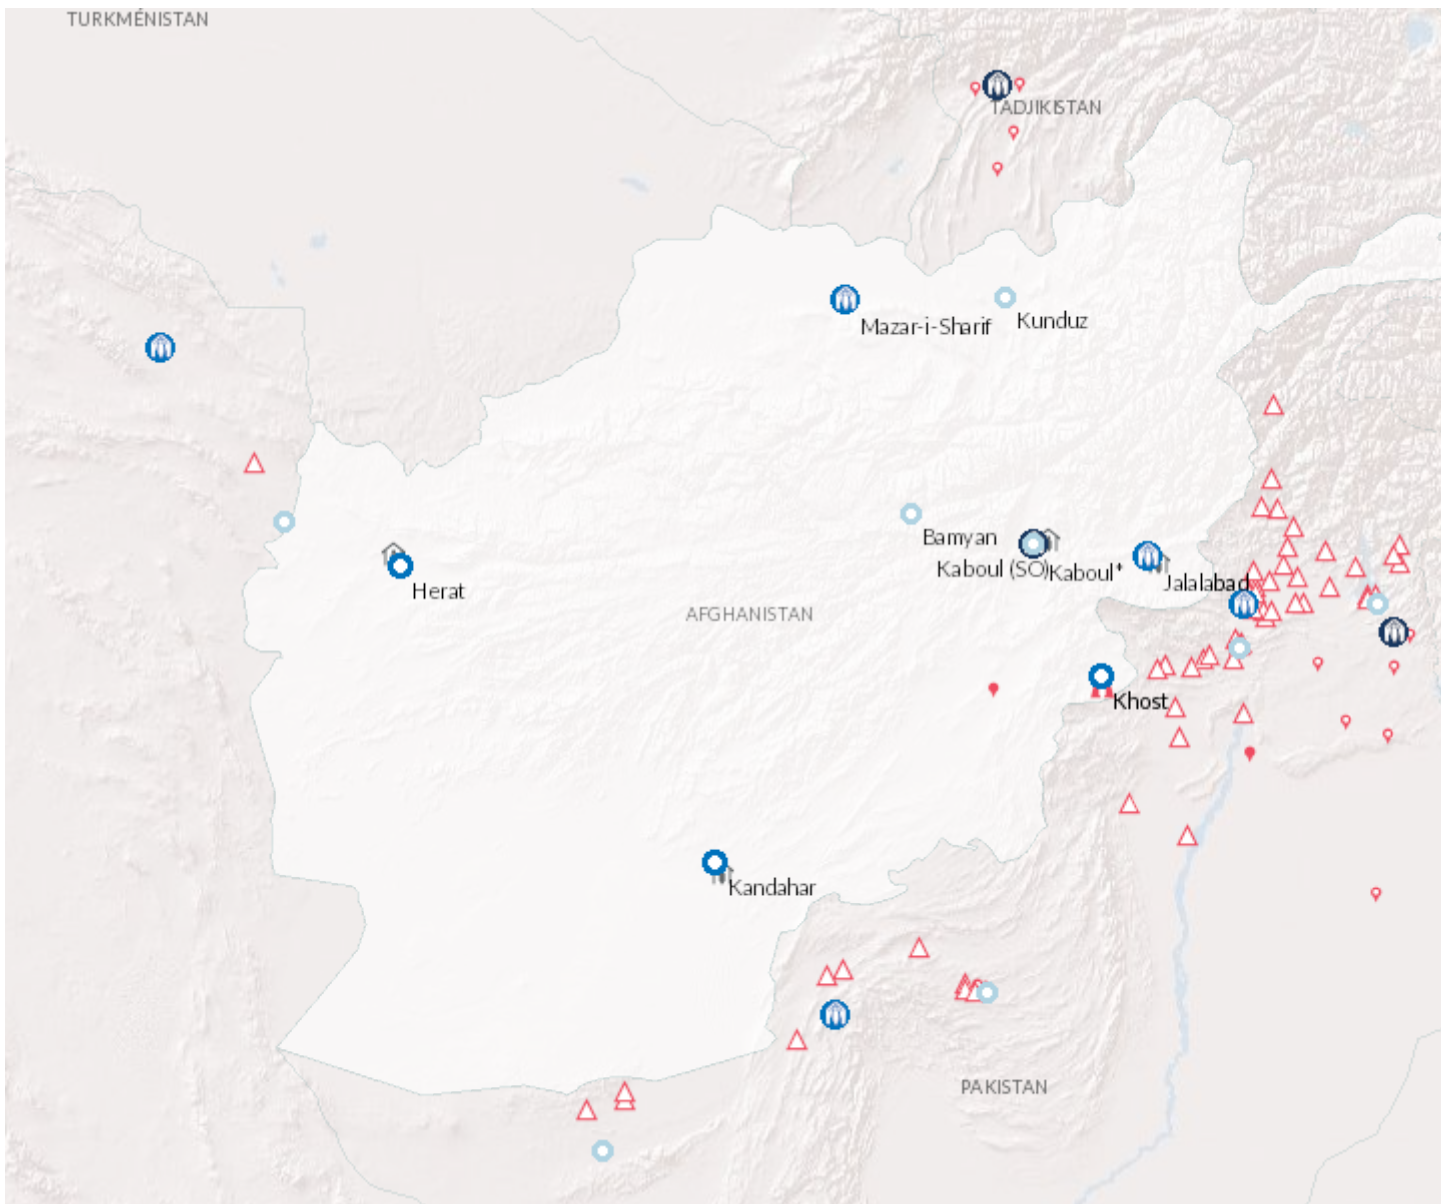 TURKMÉNISTAN
TADJIKISTAN
Mazar-i-Sharif
Kunduz
Bamyan
Kaboul (SO)
Kaboul*
Jalalabad
Herat
AFGHANISTAN
Khost
Kandahar
PAKISTAN